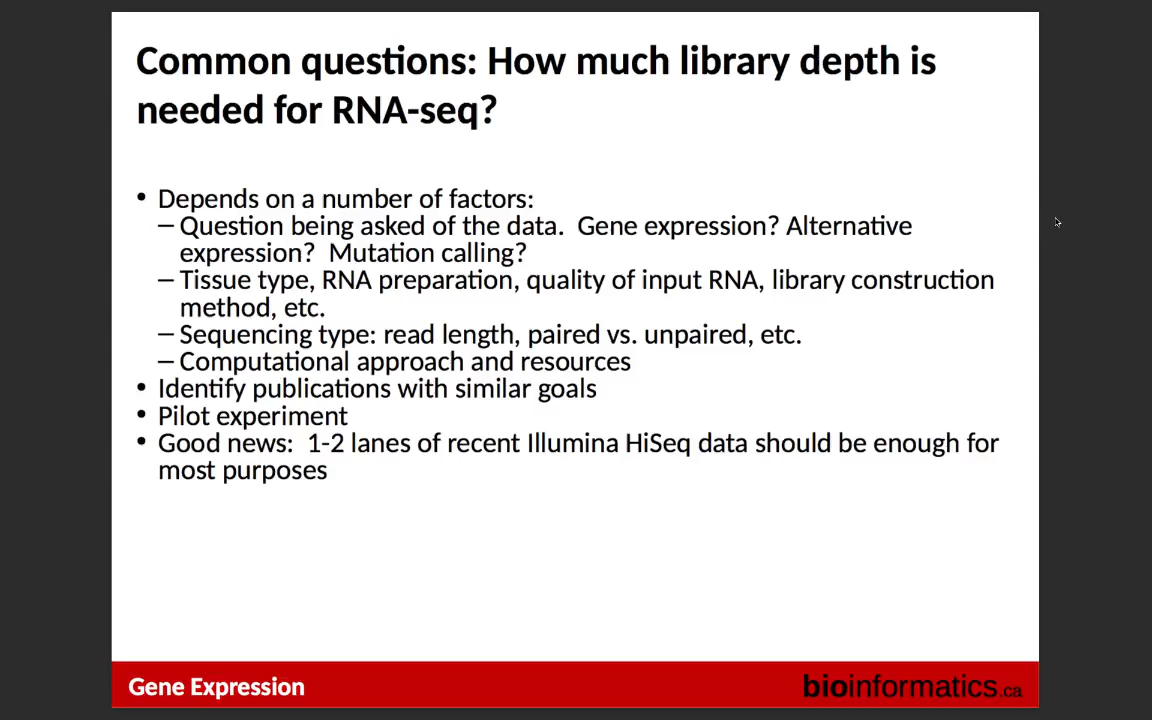 Common questions: How much library depth is
needed for RNA-seq?
• Depends on a number of factors:
– Question being asked of the data.  Gene expression? Alternative
expression?  Mutation calling?
– Tissue type, RNA preparation, quality of input RNA, library construction
method, etc.
– Sequencing type: read length, paired vs. unpaired, etc.
– Computational approach and resources
• Identify publications with similar goals
• Pilot experiment
• Good news:  1-2 lanes of recent Illumina HiSeq data should be enough for
most purposes
Gene Expression
bioinformatics.ca